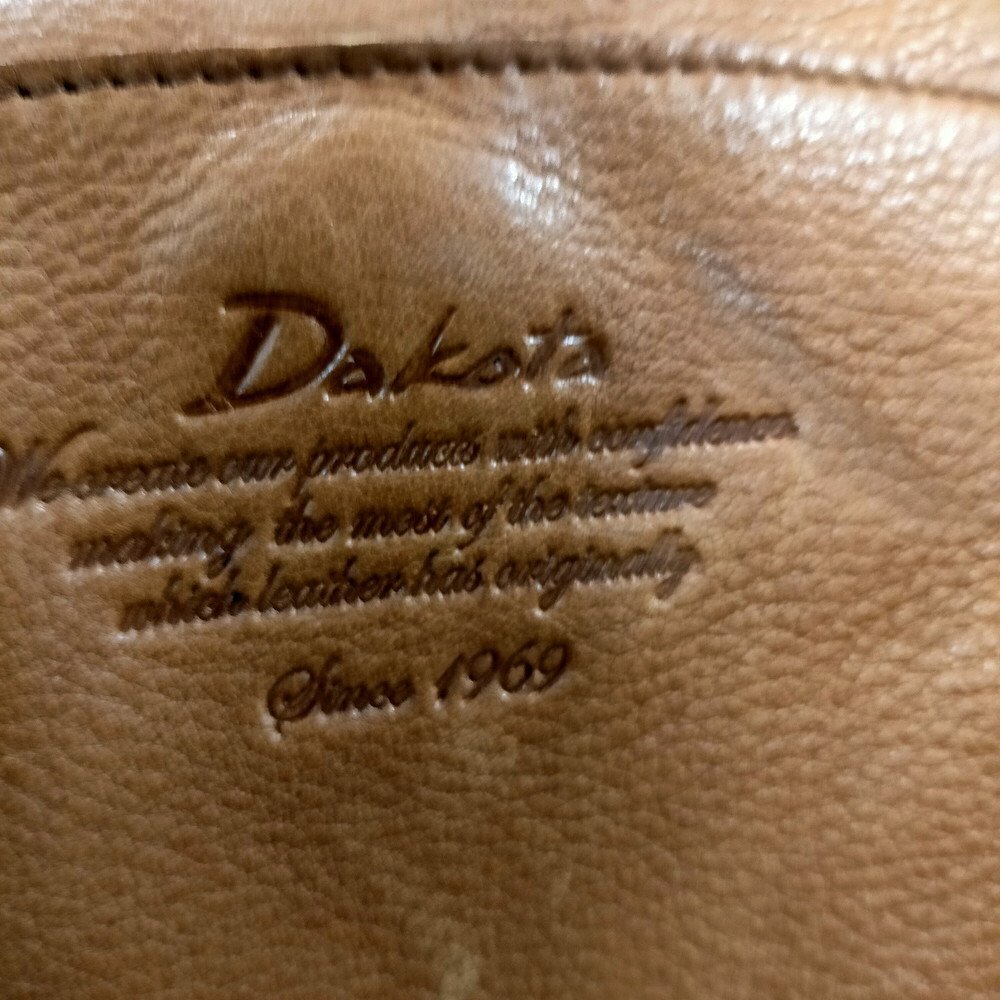 Dakota
We create our products with confidence.
making the most of the texture
which leather has originally
Since 1969